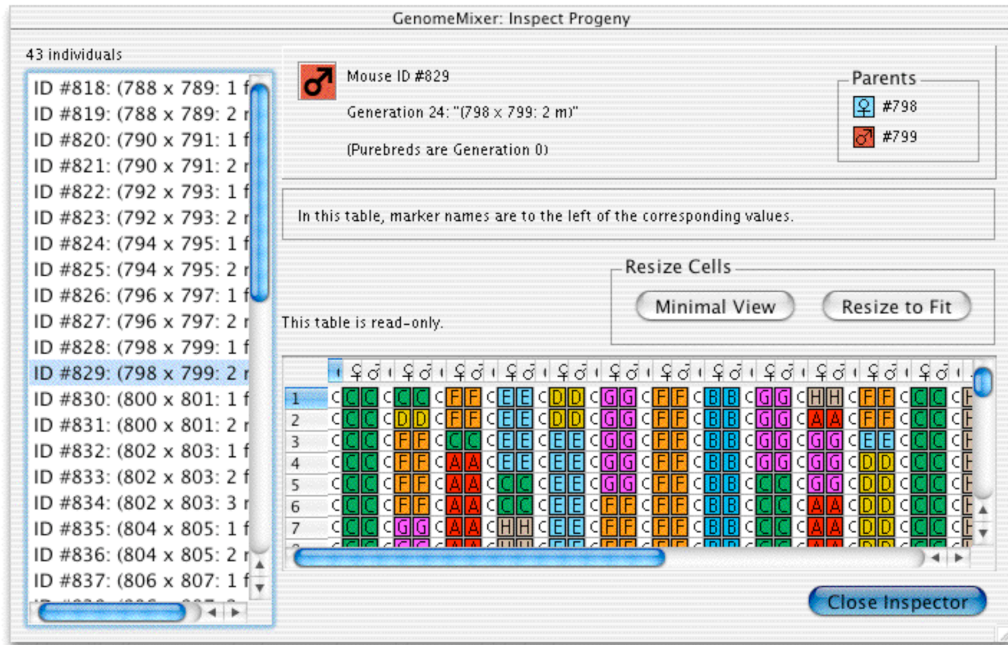 GenomeMixer: Inspect Progeny
43 individuals
ID #818: (788 x 789: 1 f
ID #819: (788 x 789: 2 r
ID #820: (790 x 791: 1 f
ID #821: (790 x 791: 2 r
ID #822: (792 x 793: 1 f
ID #823: (792 x 793: 2 r
ID #824: (794 x 795: 1 f
ID #825: (794 x 795: 2 r
ID #826: (796 x 797: 1 f
ID #827: (796 x 797: 2 r
ID #828: (798 x 799: 1 f
ID #829: (798 x 799: 2 r
ID #830: (800 x 801: 1 f
ID #831: (800 x 801: 2 r
ID #832: (802 x 803: 1 f
ID #833: (802 x 803: 2 f
ID #834: (802 x 803: 3 r
ID #835: (804 x 805: 1 f
ID #836: (804 x 805: 2 r
ID #837: (806 x 807: 1 f
♂ Mouse ID #829
Generation 24: "(798 x 799: 2 m)"
(Purebreds are Generation 0)
Parents
♀ #798
♂ #799
In this table, marker names are to the left of the corresponding values.
Resize Cells
Minimal View Resize to Fit
This table is read-only.
♀ ♂ ♀ ♂ ♀ ♂ ♀ ♂ ♀ ♂ ♀ ♂ ♀ ♂ ♀ ♂ ♀ ♂ ♀ ♂ ♀ ♂ ♀ ♂
1 C C C C C C F F C E E C D D C G G C F F C B B C G G C H H C F F C C C C H
2 C C C C D D C F F C E E C D D C G G C F F C B B C G G C A A C F F C C C C
3 C C C C F F C C C C E E C E E C G G C F F C B B C G G C G G C E E C C C C
4 C C C C F F C A A C E E C E E C G G C F F C B B C G G C G G C D D C C C C
5 C C C C F F C A A C C C C E E C G G C F F C B B C C C C G G C D D C C C C
6 C C C C F F C A A C C C C E E C F F C F F C B B C C C C A A C D D C C C C
7 C C C C G G C A A C H H C E E C F F C F F C B B C C C C A A C D D C C C C
Close Inspector